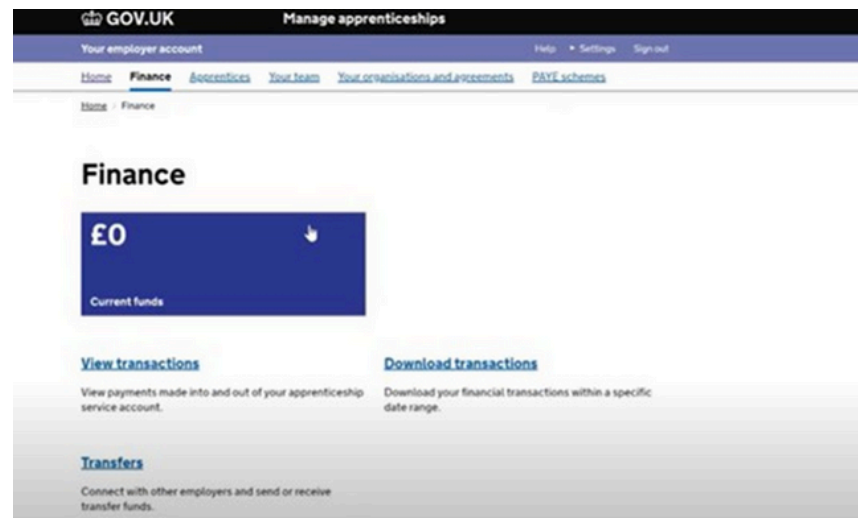 GOV.UK Manage apprenticeships
Your employer account Help Settings Sign out
Home Finance Apprentices Your team Your organisations and agreements PAYE schemes
Home Finance
Finance
£0
Current funds
View transactions Download transactions
View payments made into and out of your apprenticeship Download your financial transactions within a specific
service account. date range.
Transfers
Connect with other employers and send or receive
transfer funds.